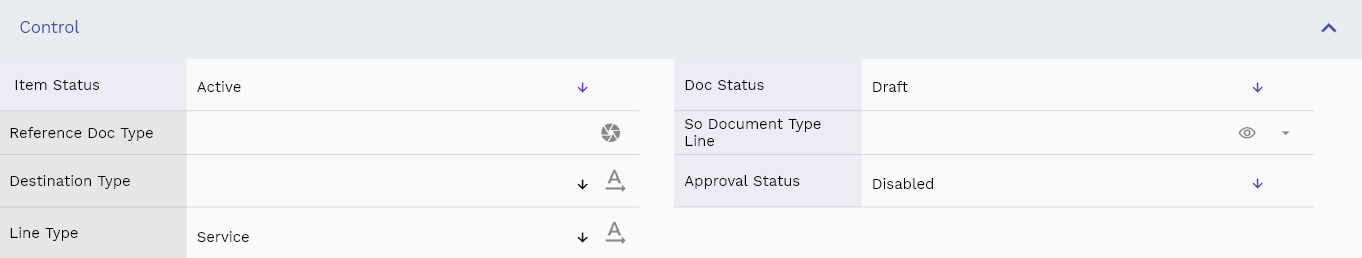 Control
Item Status Active Doc Status Draft
Reference Doc Type So Document Type
Line
Destination Type Approval Status Disabled
Line Type Service